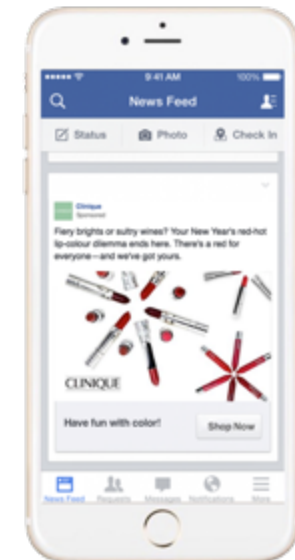 9:41 AM
100%
News Feed
Status
Photo
Check In
Clinique
Sponsored
Fiery brights or sultry wines? Your New Year's red-hot
lip-colour dilemma ends here. There's a red for
everyone—and we've got yours.
CLINIQUE
Have fun with color!
Shop Now
News Feed
Requests
Messages
Notifications
More